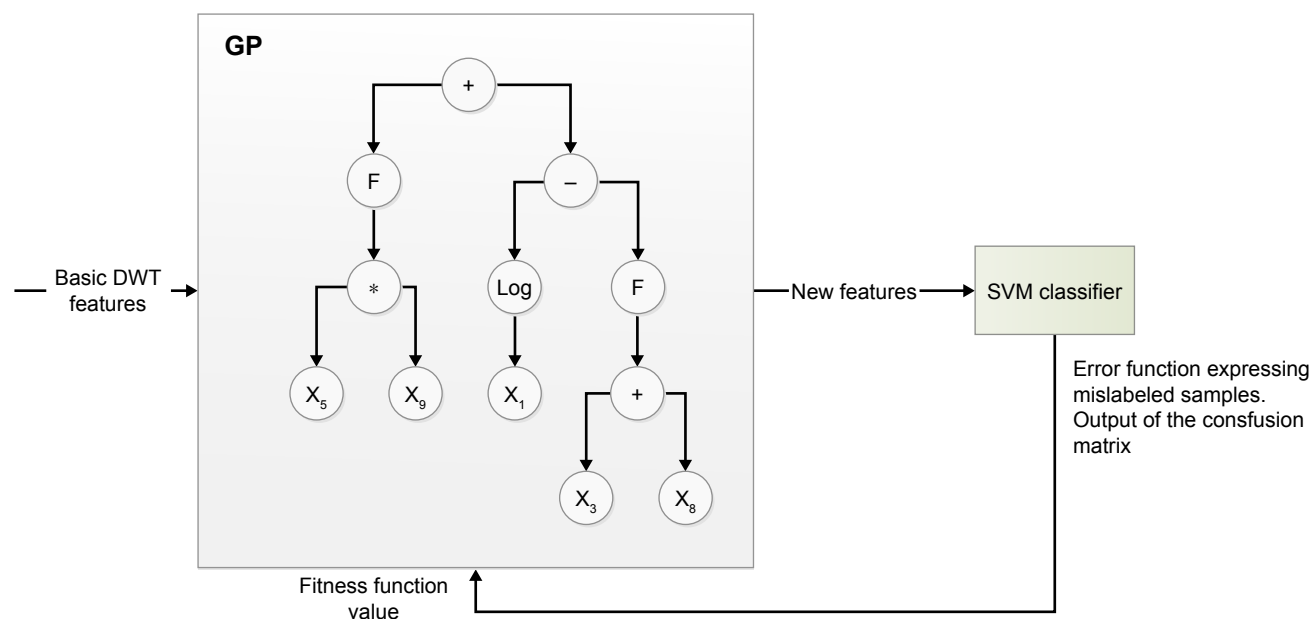 GP
+
F
–
Basic DWT
features
*
Log
F
New features
SVM classifier
X5
X9
X1
+
Error function expressing
mislabeled samples.
Output of the consfusion
matrix
X3
X8
Fitness function
value